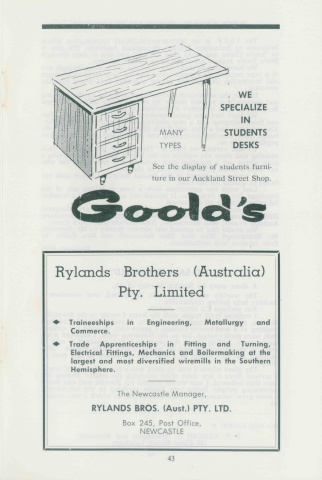 WE
SPECIALIZE
IN
STUDENTS
DESKS
MANY
TYPES
See the display of students furni-
ture in our Auckland Street Shop.
Goold's
Rylands Brothers (Australia)
Pty. Limited
Traineeships in Engineering, Metallurgy and
Commerce.
Trade Apprenticeships in Fitting and Turning,
Electrical Fittings, Mechanics and Boilermaking at the
largest and most diversified wiremills in the Southern
Hemisphere.
The Newcastle Manager,
RYLANDS BROS. (Aust.) PTY. LTD.
Box 245, Post Office,
NEWCASTLE
43